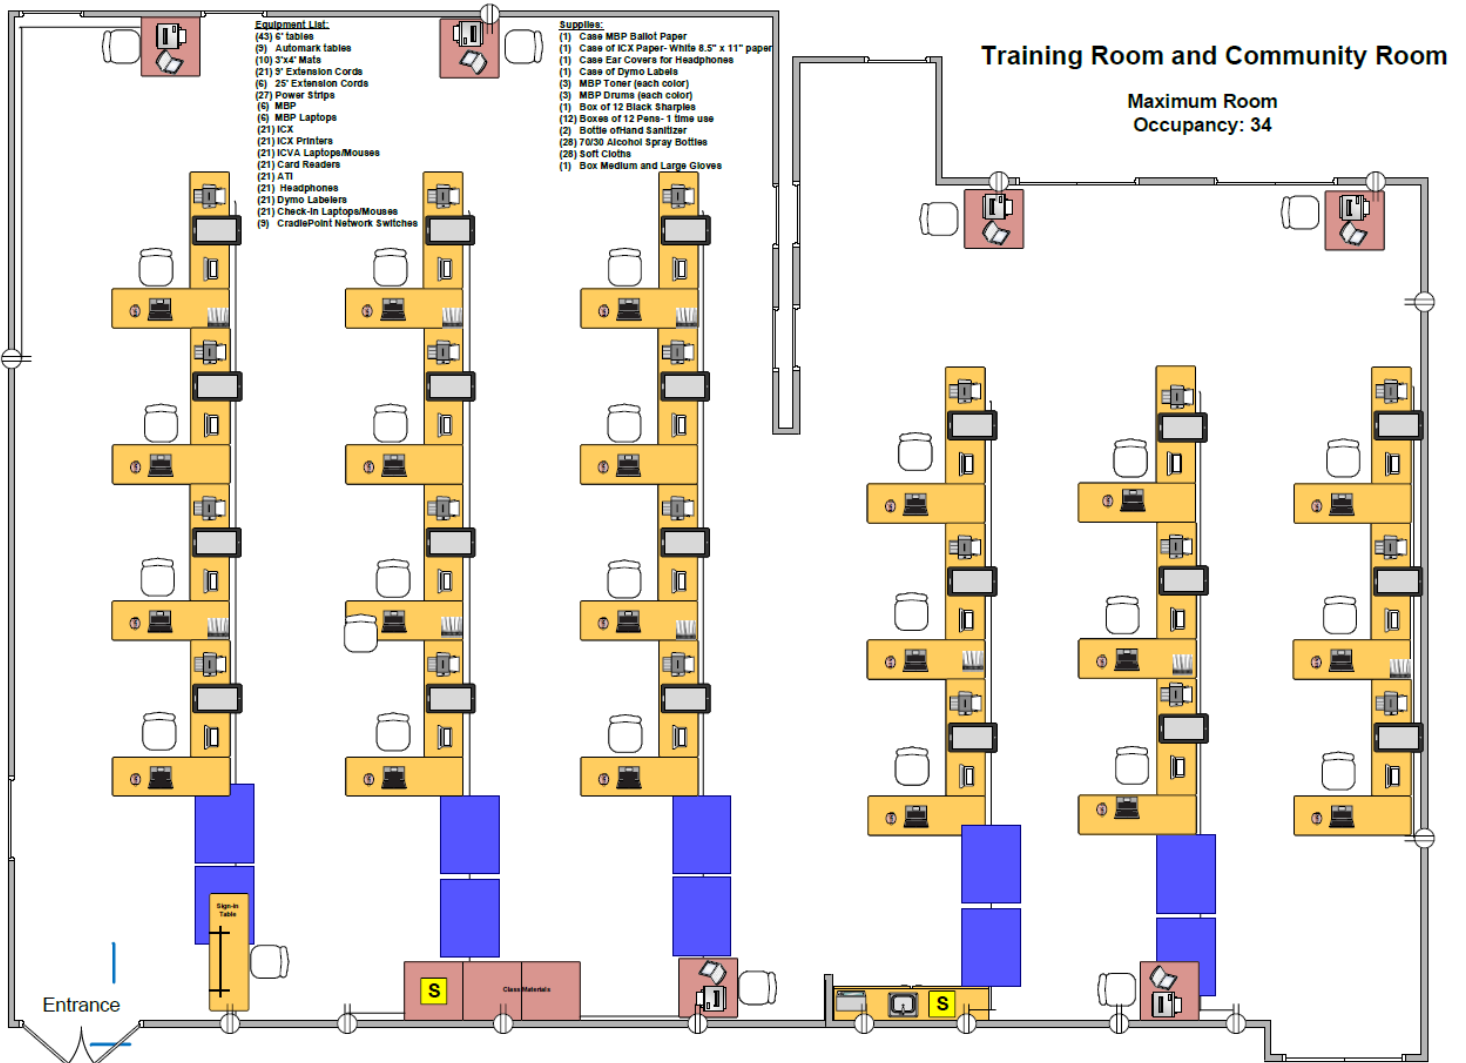 Equipment List:
(43) 6' tables
(9) Automark tables
(10) 3'x4' Mats
(21) 9' Extension Cords
(6) 25' Extension Cords
(27) Power Strips
(6) MBP
(6) MBP Laptops
(21) ICX
(21) ICX Printers
(21) ICVA Laptops/Mouses
(21) Card Readers
(21) ATI
(21) Headphones
(21) Dymo Labelers
(21) Check-In Laptops/Mouses
(9) CradlePoint Network Switches
Supplies:
(1) Case MBP Ballot Paper
(1) Case of ICX Paper- White 8.5" x 11" paper
(1) Case Ear Covers for Headphones
(1) Case of Dymo Labels
(3) MBP Toner (each color)
(3) MBP Drums (each color)
(1) Box of 12 Black Sharpies
(12) Boxes of 12 Pens- 1 time use
(2) Bottle ofHand Sanitizer
(28) 70/30 Alcohol Spray Bottles
(28) Soft Cloths
(1) Box Medium and Large Gloves
Training Room and Community Room
Maximum Room
Occupancy: 34
Sign-in
Table
Entrance
S
Class Materials
S